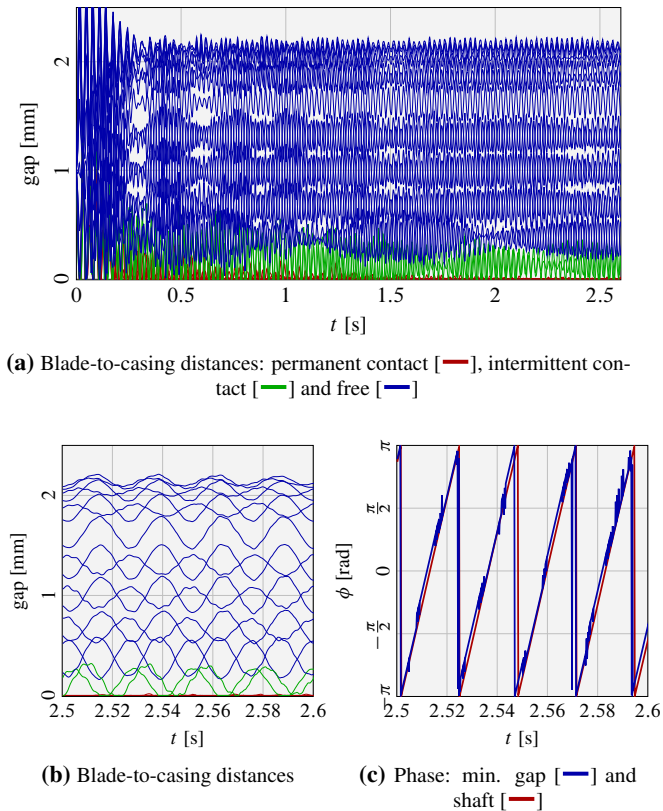 2
1
0
gap [mm]
0 0.5 1 1.5 2 2.5
t [s]
(a) Blade-to-casing distances: permanent contact [ ], intermittent con-
tact [ ] and free [ ]
2
1
0
gap [mm]
2.5 2.52 2.54 2.56 2.58 2.6
t [s]
(b) Blade-to-casing distances
π
π/2
0
−π/2
−π
ϕ [rad]
2.5 2.52 2.54 2.56 2.58 2.6
t [s]
(c) Phase: min. gap [ ] and
shaft [ ]